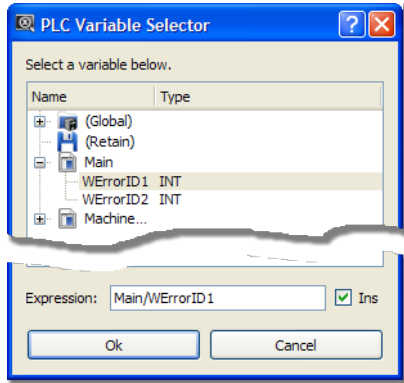 PLC Variable Selector
Select a variable below.
Name Type
(Global)
(Retain)
Main
WErrorID1 INT
WErrorID2 INT
Machine...
Expression: Main/WErrorID1 Ins
Ok Cancel